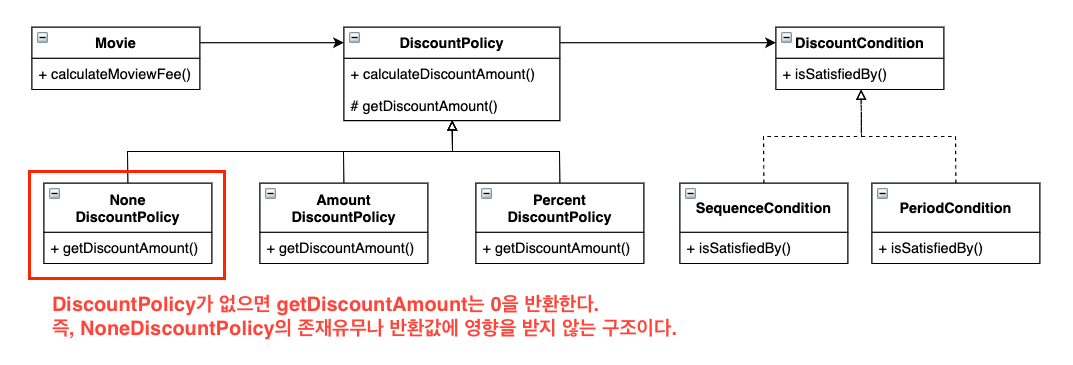 Movie
+ calculateMoviewFee()
DiscountPolicy
+ calculateDiscountAmount()
# getDiscountAmount()
DiscountCondition
+ isSatisfiedBy()
None
DiscountPolicy
+ getDiscountAmount()
Amount
DiscountPolicy
+ getDiscountAmount()
Percent
DiscountPolicy
+ getDiscountAmount()
SequenceCondition
+ isSatisfiedBy()
PeriodCondition
+ isSatisfiedBy()
DiscountPolicy가 없으면 getDiscountAmount는 0을 반환한다.
즉, NoneDiscountPolicy의 존재유무나 반환값에 영향을 받지 않는 구조이다.